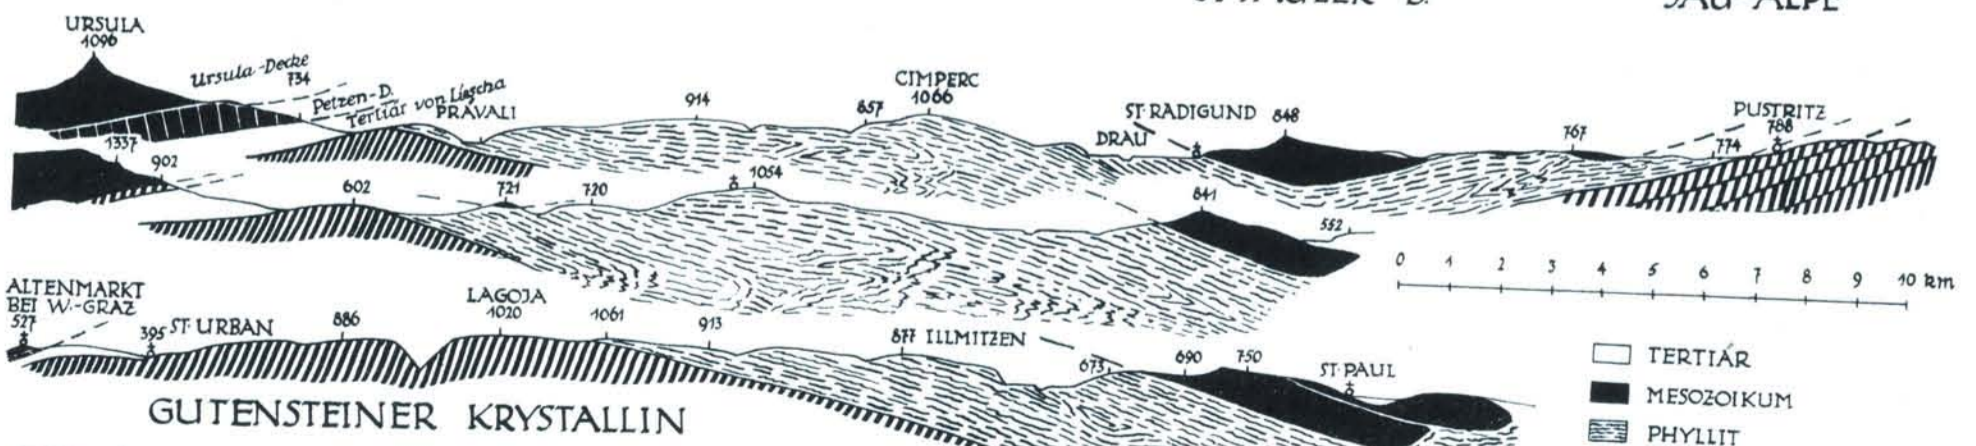 SAU ALPE
URSULA
1096
Ursula-Decke
734
Petzen-D.
Tertiär von Liescha
PRÄVALI
914
857
CIMPERC
1066
DRAU
ST. RADIGUND
848
767
774
PUSTRITZ
788
1337
902
602
721
720
1054
841
552
0 1 2 3 4 5 6 7 8 9 10 km
ALTENMARKT
BEI W.-GRAZ
527
395
ST. URBAN
886
LAGOJA
1020
1061
913
877 ILLMITZEN
673
690
750
ST. PAUL
GUTENSTEINER KRYSTALLIN
TERTIÄR
MESOZOIKUM
PHYLLIT